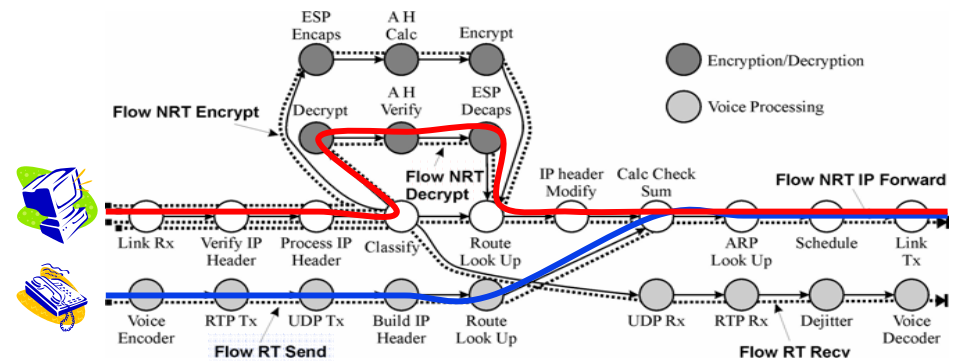 ESP
Encaps
A H
Calc
Encrypt
Encryption/Decryption
Voice Processing
Flow NRT Encrypt
Decrypt
A H
Verify
ESP
Decaps
Flow NRT
Decrypt
IP header
Modify
Calc Check
Sum
Flow NRT IP Forward
Link Rx
Verify IP
Header
Process IP
Header
Classify
Route
Look Up
ARP
Look Up
Schedule
Link
Tx
Voice
Encoder
RTP Tx
UDP Tx
Build IP
Header
Route
Look Up
UDP Rx
RTP Rx
Dejitter
Voice
Decoder
Flow RT Send
Flow RT Recv